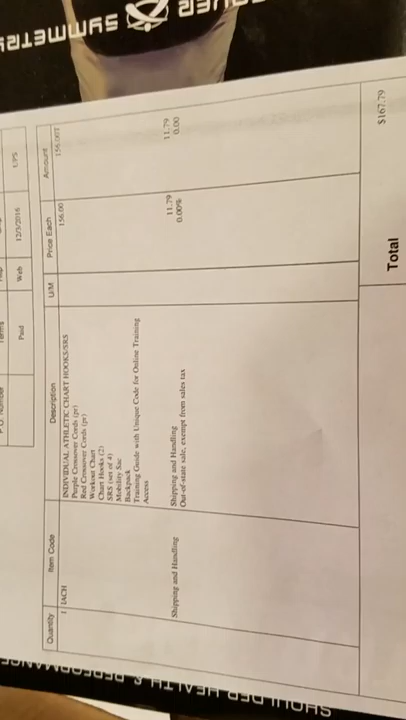 SYMMETRY
P.O. Number Terms
Paid Web 12/3/2016 UPS
Quantity Item Code Description U/M Price Each Amount
1 IACH INDIVIDUAL ATHLETIC CHART HOOKS/SRS 156.00 156.00T
Purple Crossover Cords (pr)
Red Crossover Cords (pr)
Workout Chart
Chart Hooks (2)
SRS (set of 4)
Mobility Sac
Backpack
Training Guide with Unique Code for Online Training
Access
Shipping and Handling Shipping and Handling 11.79 11.79
Out-of-state sale, exempt from sales tax 0.00% 0.00
Total $167.79
SHOULDER HEALTH & PERFORMANCE